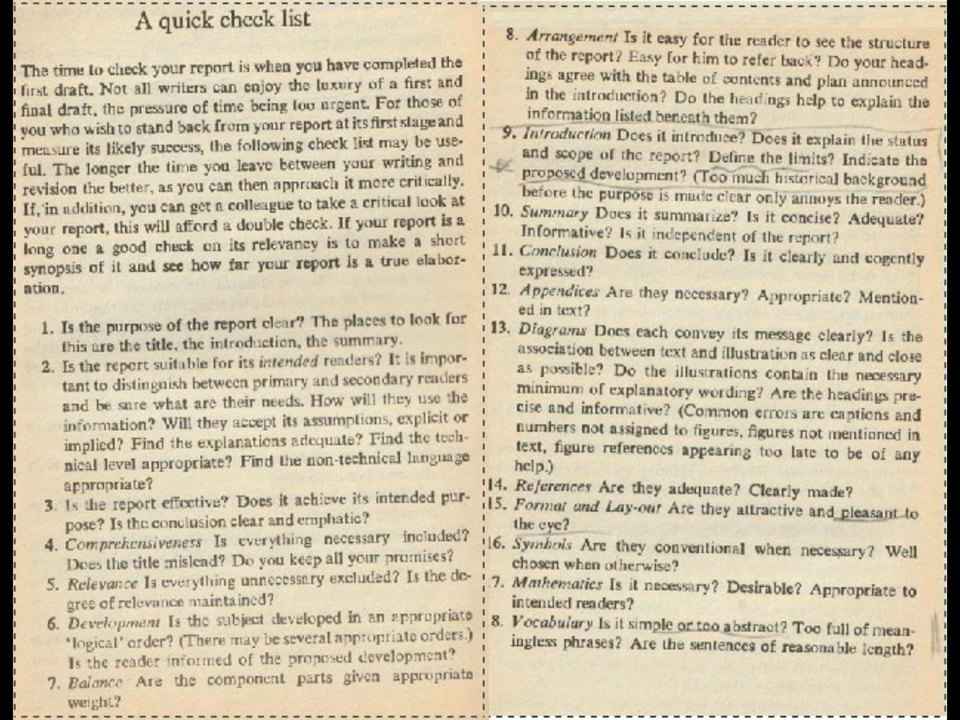 A quick check list
The time to check your report is when you have completed the
first draft. Not all writers can enjoy the luxury of a first and
final draft, the pressure of time being too urgent. For those of
you who wish to stand back from your report at its first stage and
measure its likely success, the following check list may be use-
ful. The longer the time you leave between your writing and
revision the better, as you can then approach it more critically.
If, in addition, you can get a colleague to take a critical look at
your report, this will afford a double check. If your report is a
long one a good check on its relevancy is to make a short
synopsis of it and see how far your report is a true elabor-
ation.
1. Is the purpose of the report clear? The places to look for
this are the title, the introduction, the summary.
2. Is the report suitable for its intended readers? It is impor-
tant to distinguish between primary and secondary readers
and be sure what are their needs. How will they use the
information? Will they accept its assumptions, explicit or
implied? Find the explanations adequate? Find the tech-
nical level appropriate? Find the non-technical language
appropriate?
3. Is the report effective? Does it achieve its intended pur-
pose? Is the conclusion clear and emphatic?
4. Comprehensiveness Is everything necessary included?
Does the title mislead? Do you keep all your promises?
5. Relevance Is everything unnecessary excluded? Is the de-
gree of relevance maintained?
6. Development Is the subject developed in an appropriate
'logical' order? (There may be several appropriate orders.)
Is the reader informed of the proposed development?
7. Balance Are the component parts given appropriate
weight?
8. Arrangement Is it easy for the reader to see the structure
of the report? Easy for him to refer back? Do your head-
ings agree with the table of contents and plan announced
in the introduction? Do the headings help to explain the
information listed beneath them?
9. Introduction Does it introduce? Does it explain the status
and scope of the report? Define the limits? Indicate the
proposed development? (Too much historical background
before the purpose is made clear only annoys the reader.)
10. Summary Does it summarize? Is it concise? Adequate?
Informative? Is it independent of the report?
11. Conclusion Does it conclude? Is it clearly and cogently
expressed?
12. Appendices Are they necessary? Appropriate? Mention-
ed in text?
13. Diagrams Does each convey its message clearly? Is the
association between text and illustration as clear and close
as possible? Do the illustrations contain the necessary
minimum of explanatory wording? Are the headings pre-
cise and informative? (Common errors are captions and
numbers not assigned to figures, figures not mentioned in
text, figure references appearing too late to be of any
help.)
14. References Are they adequate? Clearly made?
15. Format and Lay-out Are they attractive and pleasant to
the eye?
16. Symbols Are they conventional when necessary? Well
chosen when otherwise?
7. Mathematics Is it necessary? Desirable? Appropriate to
intended readers?
8. Vocabulary Is it simple or too abstract? Too full of mean-
ingless phrases? Are the sentences of reasonable length?